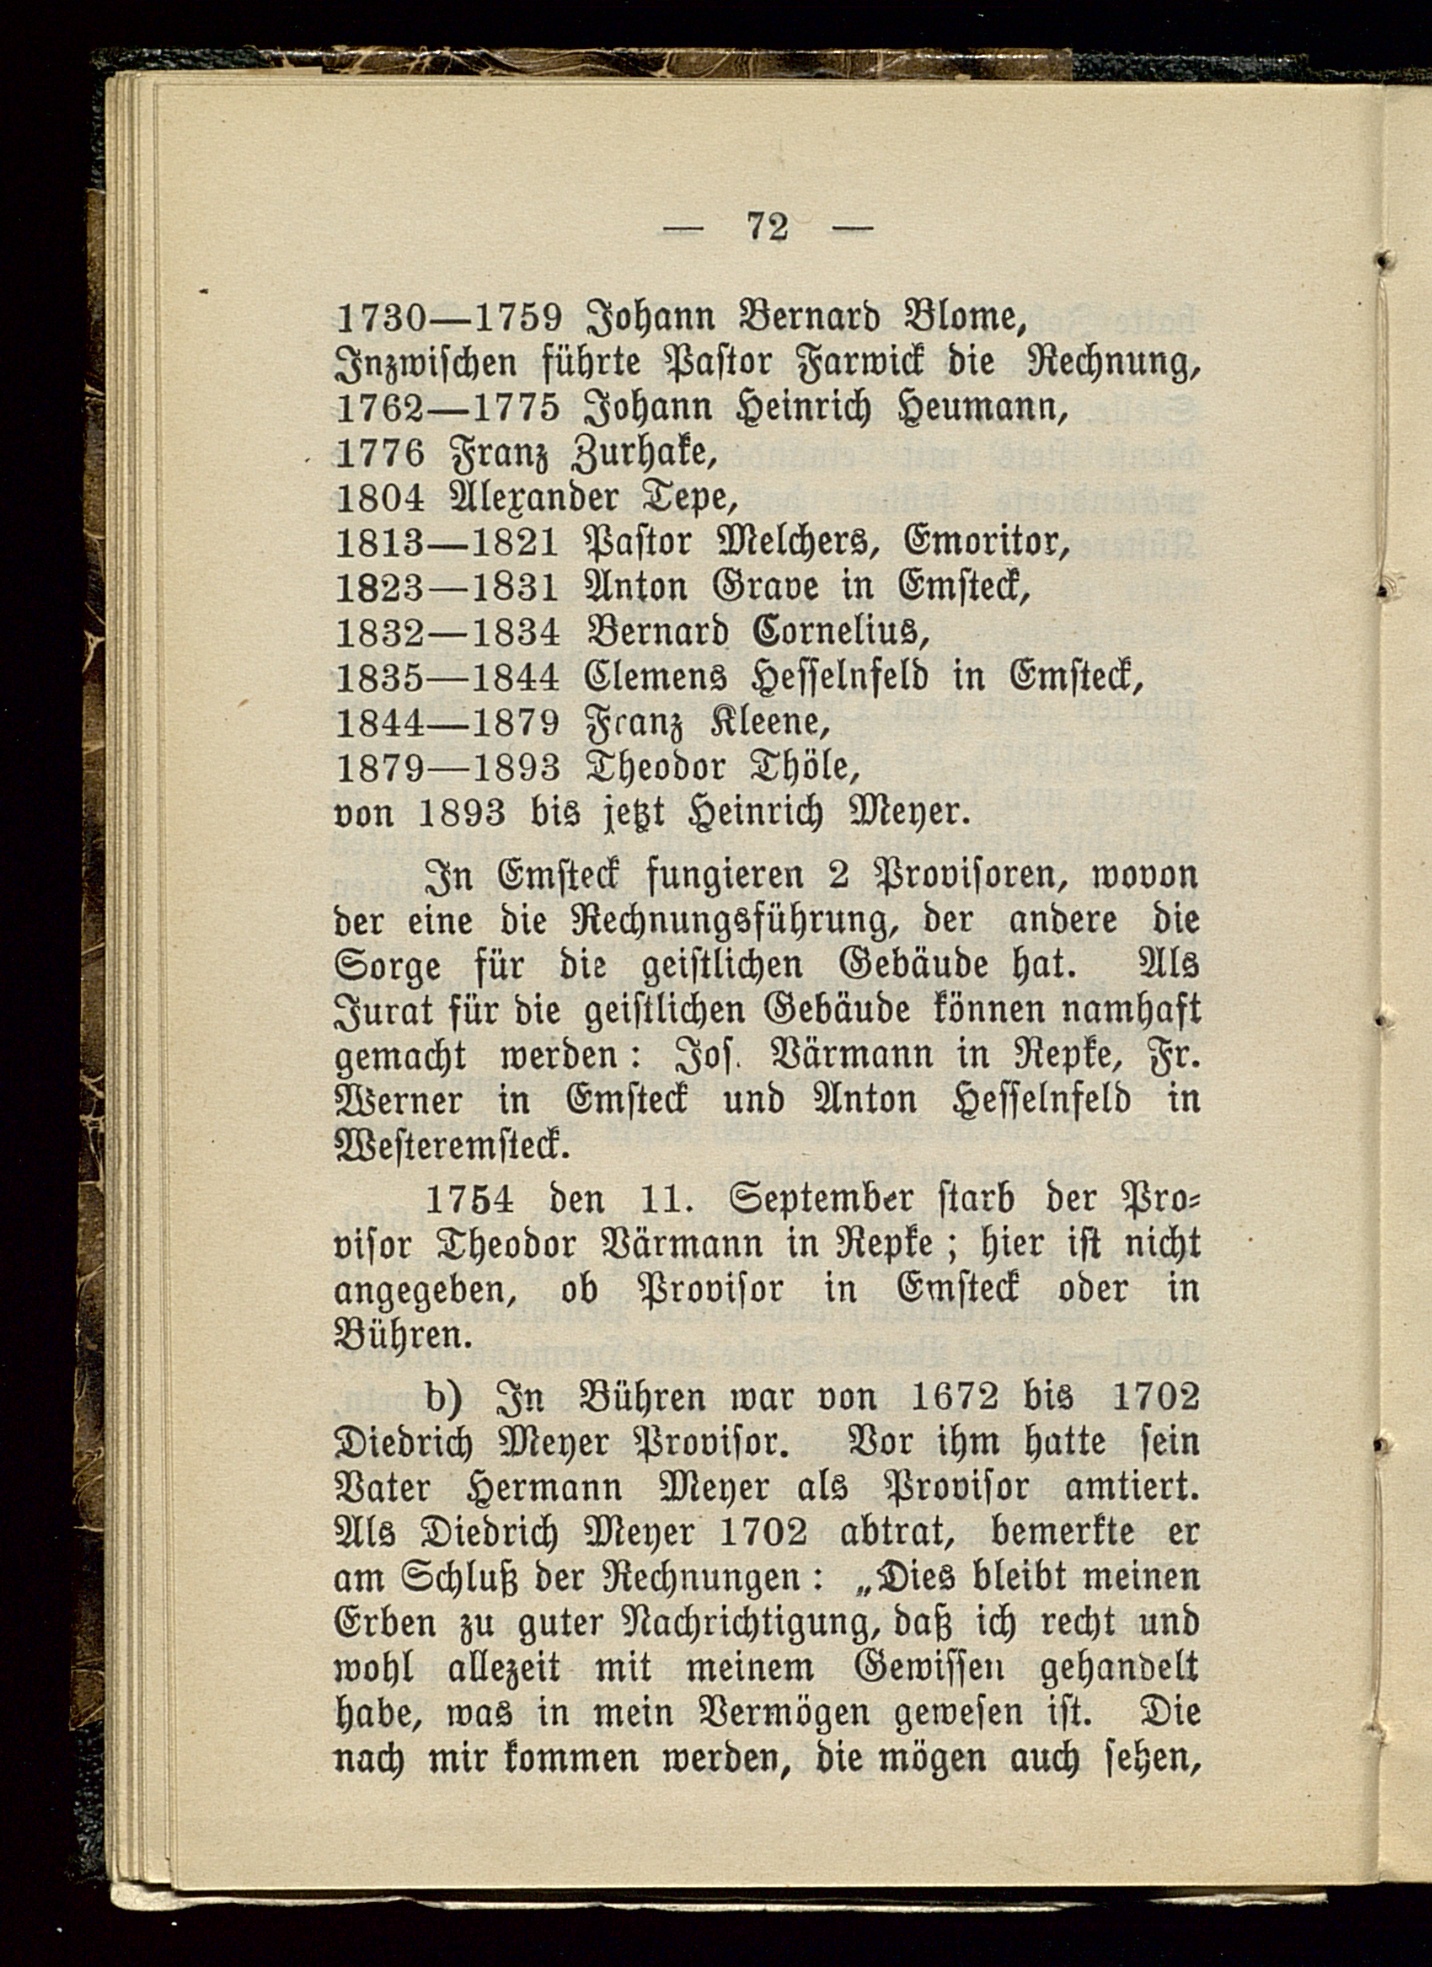 — 72 —
1730—1759 Johann Bernard Blome,
Inzwischen führte Pastor Farwick die Rechnung,
1762—1775 Johann Heinrich Heumann,
1776 Franz Zurhake,
1804 Alexander Tepe,
1813—1821 Pastor Melchers, Emoritor,
1823—1831 Anton Grave in Emsteck,
1832—1834 Bernard Cornelius,
1835—1844 Clemens Hesselnfeld in Emsteck,
1844—1879 Franz Kleene,
1879—1893 Theodor Thöle,
von 1893 bis jetzt Heinrich Meyer.
In Emsteck fungieren 2 Provisoren, wovon
der eine die Rechnungsführung, der andere die
Sorge für die geistlichen Gebäude hat. Als
Jurat für die geistlichen Gebäude können namhaft
gemacht werden: Jos. Värmann in Repke, Fr.
Werner in Emsteck und Anton Hesselnfeld in
Westeremsteck.
1754 den 11. September starb der Pro-
visor Theodor Värmann in Repke; hier ist nicht
angegeben, ob Provisor in Emsteck oder in
Bühren.
b) In Bühren war von 1672 bis 1702
Diedrich Meyer Provisor. Vor ihm hatte sein
Vater Hermann Meyer als Provisor amtiert.
Als Diedrich Meyer 1702 abtrat, bemerkte er
am Schluß der Rechnungen: „Dies bleibt meinen
Erben zu guter Nachrichtigung, daß ich recht und
wohl allezeit mit meinem Gewissen gehandelt
habe, was in mein Vermögen gewesen ist. Die
nach mir kommen werden, die mögen auch sehen,